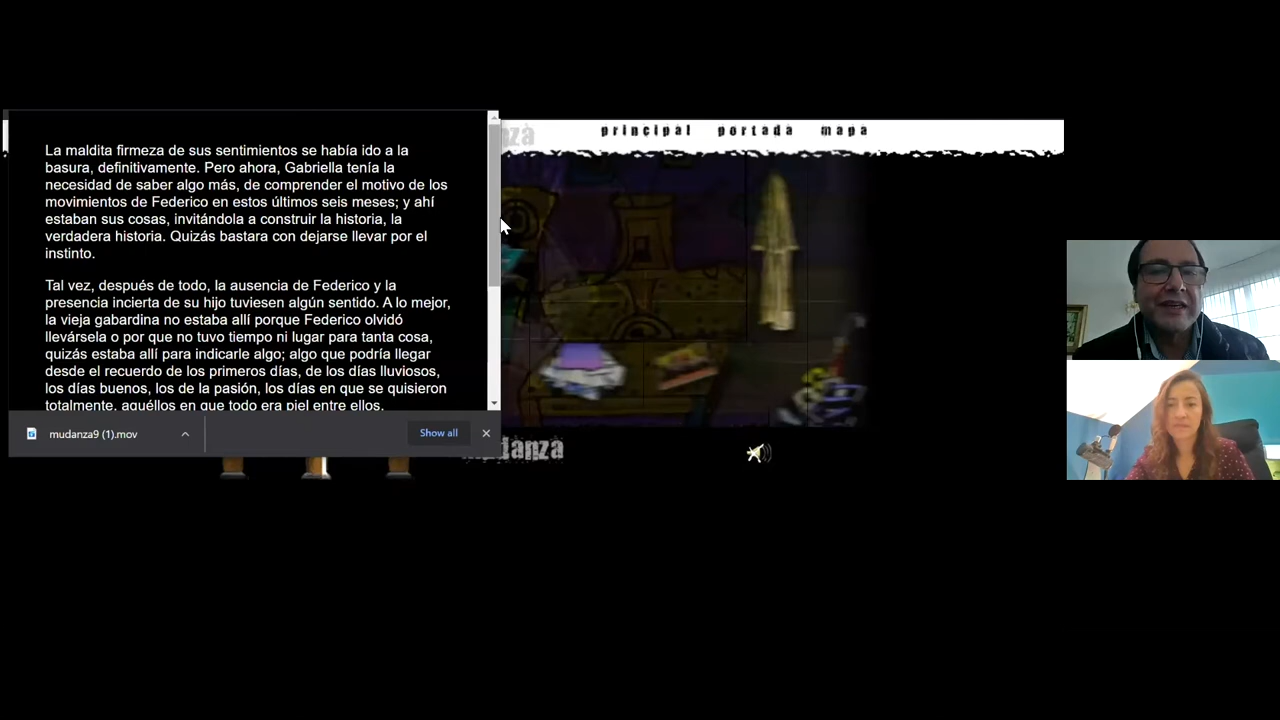 principal portada mapa
La maldita firmeza de sus sentimientos se había ido a la
basura, definitivamente. Pero ahora, Gabriella tenía la
necesidad de saber algo más, de comprender el motivo de los
movimientos de Federico en estos últimos seis meses; y ahí
estaban sus cosas, invitándola a construir la historia, la
verdadera historia. Quizás bastara con dejarse llevar por el
instinto.
Tal vez, después de todo, la ausencia de Federico y la
presencia incierta de su hijo tuviesen algún sentido. A lo mejor,
la vieja gabardina no estaba allí porque Federico olvidó
llevársela o por que no tuvo tiempo ni lugar para tanta cosa,
quizás estaba allí para indicarle algo; algo que podría llegar
desde el recuerdo de los primeros días, de los días lluviosos,
los días buenos, los de la pasión, los días en que se quisieron
totalmente, aquéllos en que todo era piel entre ellos.
mudanza9 (1).mov
Show all